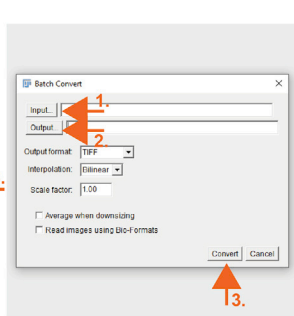 Batch Convert
1.
Input...
Output...
2.
Output format: TIFF
Interpolation: Bilinear
Scale factor: 1.00
Average when downsizing
Read images using Bio-Formats
Convert Cancel
3.